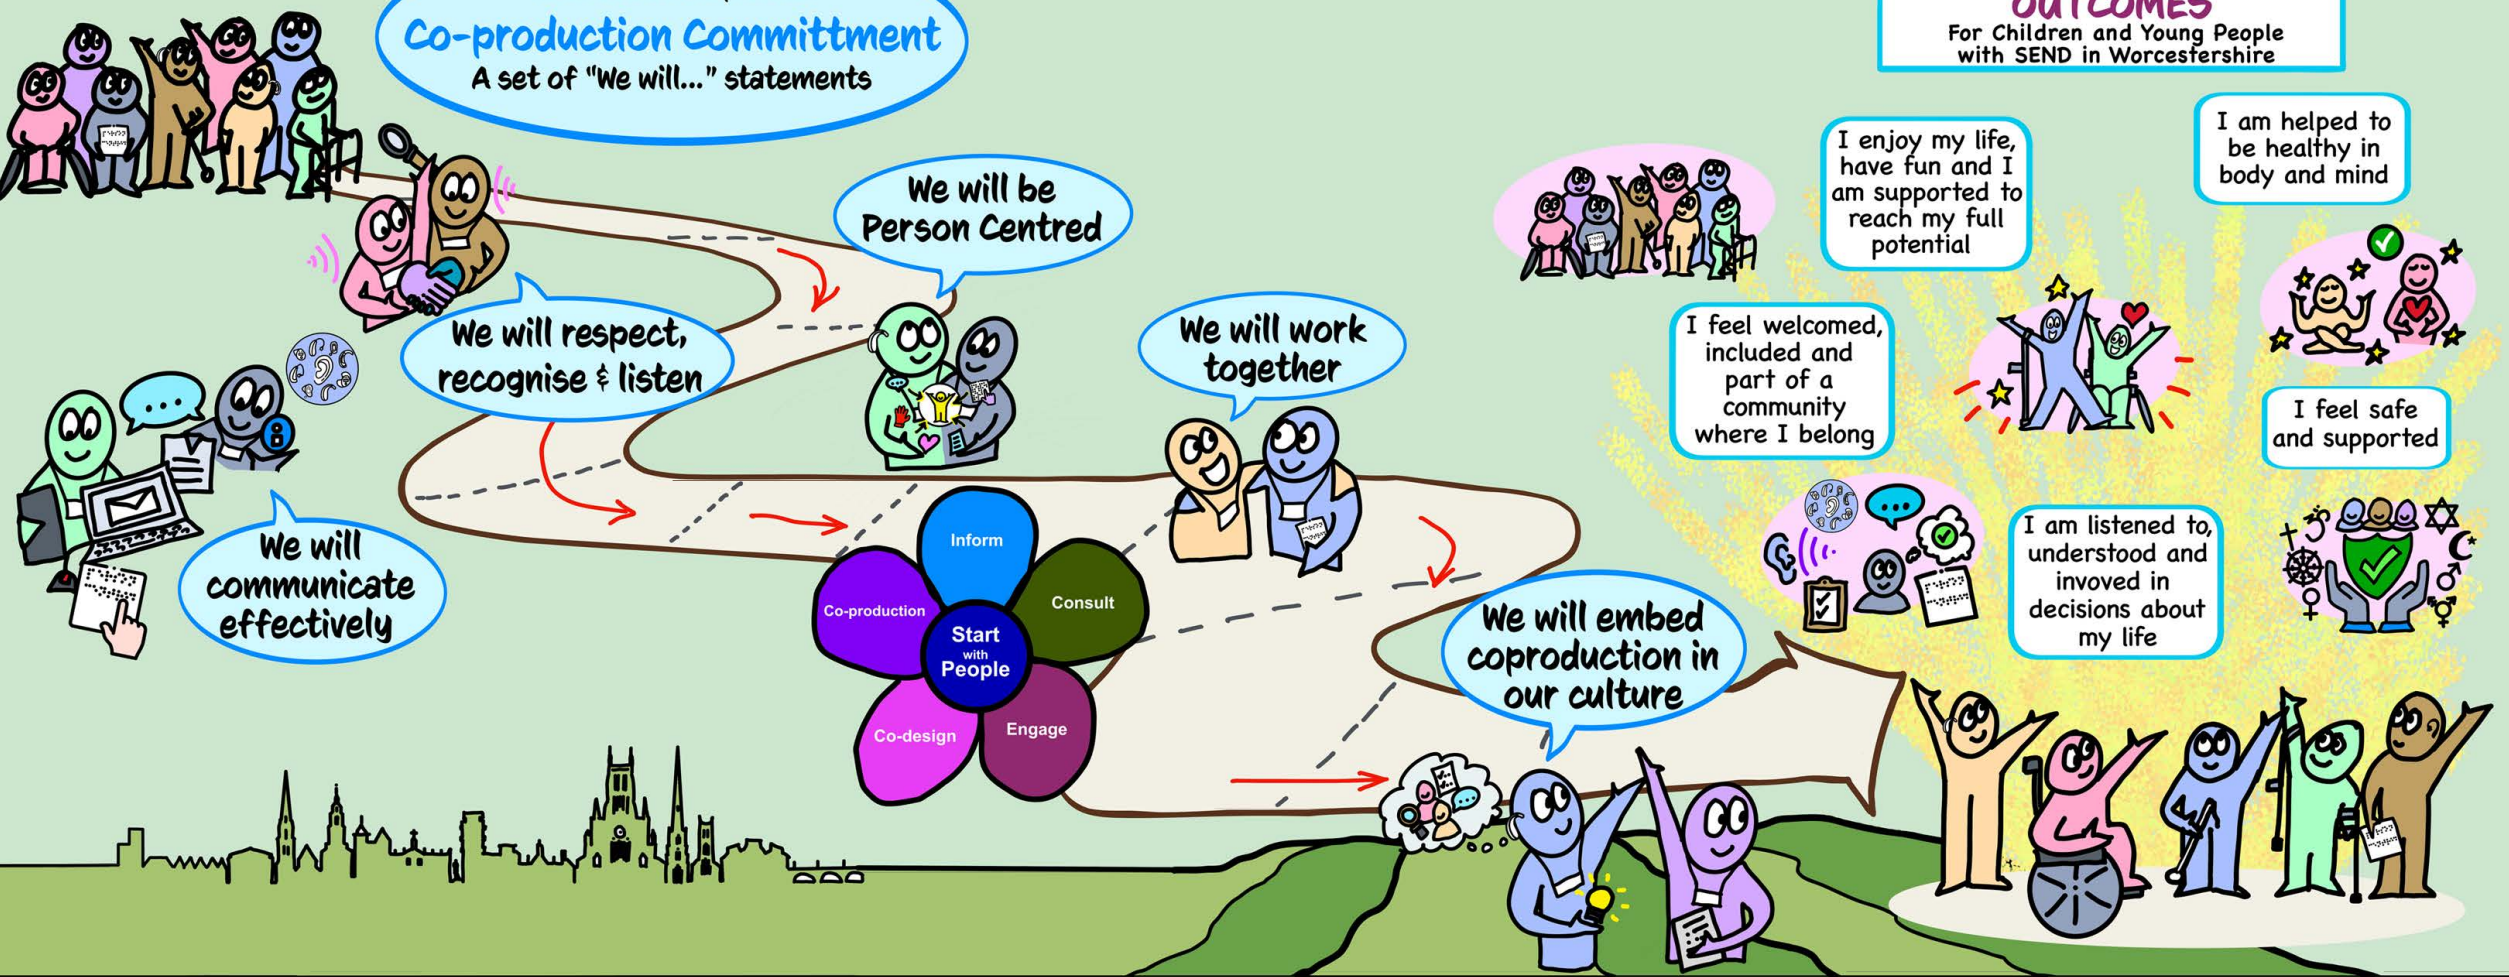 Co-production Committment
A set of "We will..." statements
OUTCOMES
For Children and Young People
with SEND in Worcestershire
We will respect,
recognise & listen
We will be
Person Centred
We will
communicate
effectively
We will work
together
We will embed
coproduction in
our culture
Inform
Consult
Engage
Co-design
Co-production
Start
with
People
I enjoy my life,
have fun and I
am supported to
reach my full
potential
I am helped to
be healthy in
body and mind
I feel welcomed,
included and
part of a
community
where I belong
I feel safe
and supported
I am listened to,
understood and
invoved in
decisions about
my life